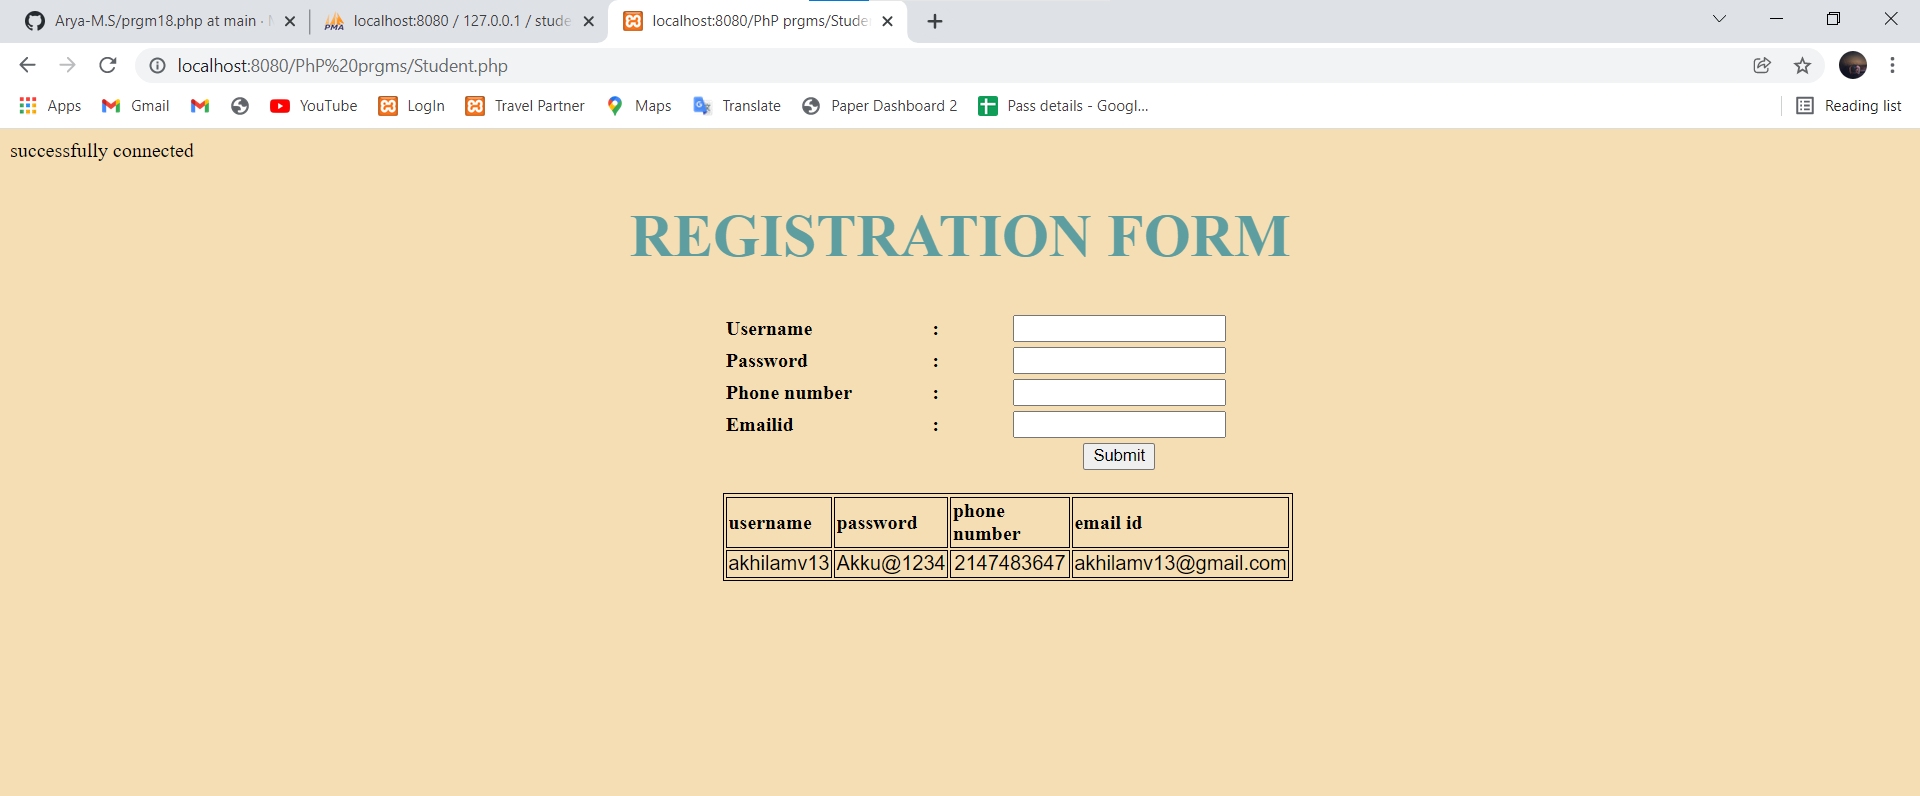 Arya-M.S/prgm18.php at main · localhost:8080 / 127.0.0.1 / stude localhost:8080/PhP prgms/Stude
localhost:8080/PhP%20prgms/Student.php
Apps Gmail YouTube LogIn Travel Partner Maps Translate Paper Dashboard 2 Pass details - Googl... Reading list
successfully connected
REGISTRATION FORM
Username :
Password :
Phone number :
Emailid :
Submit
username password phone number email id
akhilamv13 Akku@1234 2147483647 akhilamv13@gmail.com